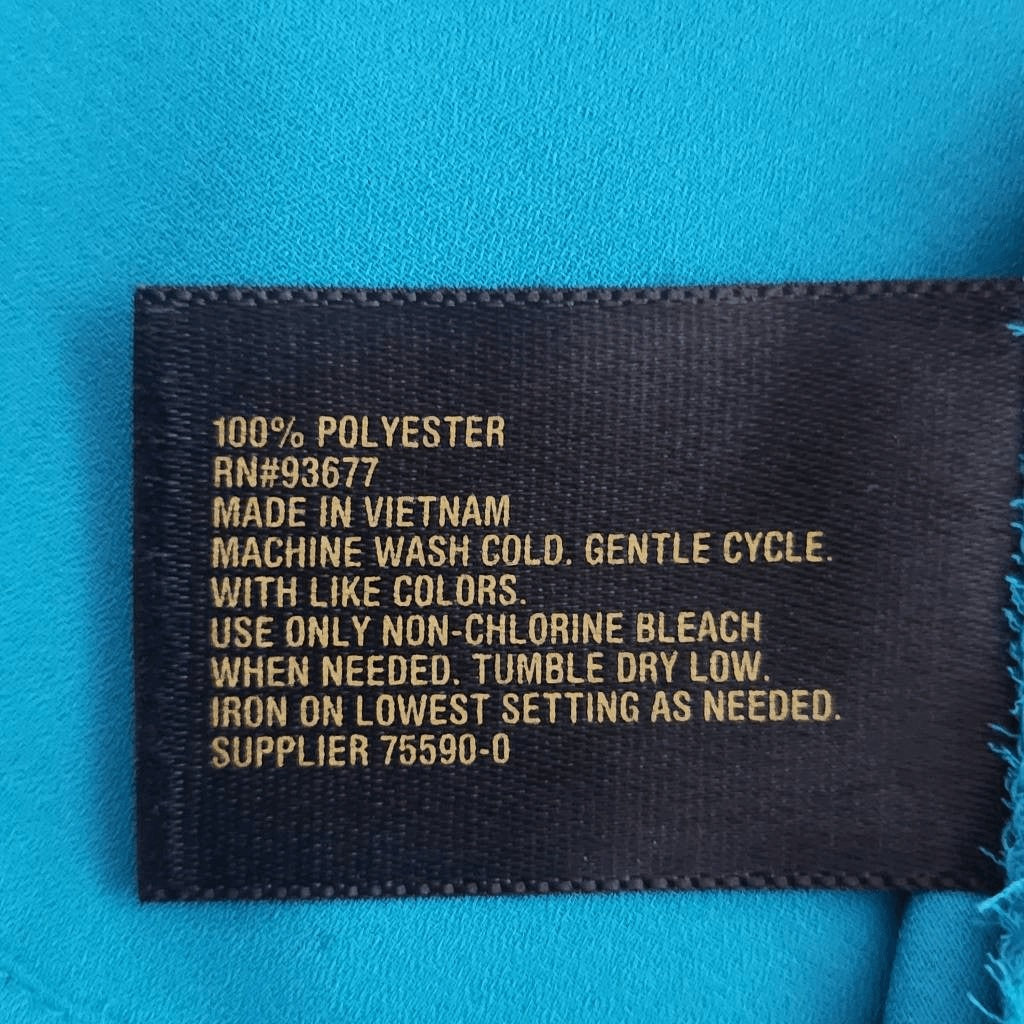 100% POLYESTER
RN#93677
MADE IN VIETNAM
MACHINE WASH COLD. GENTLE CYCLE.
WITH LIKE COLORS.
USE ONLY NON-CHLORINE BLEACH
WHEN NEEDED. TUMBLE DRY LOW.
IRON ON LOWEST SETTING AS NEEDED.
SUPPLIER 75590-0